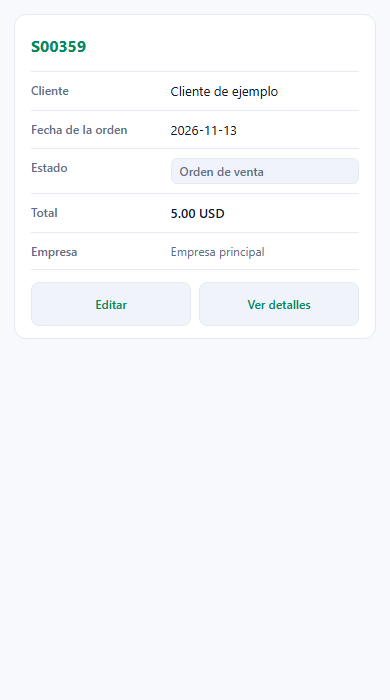 S00359
Cliente Cliente de ejemplo
Fecha de la orden 2026-11-13
Estado Orden de venta
Total 5.00 USD
Empresa Empresa principal
Editar Ver detalles